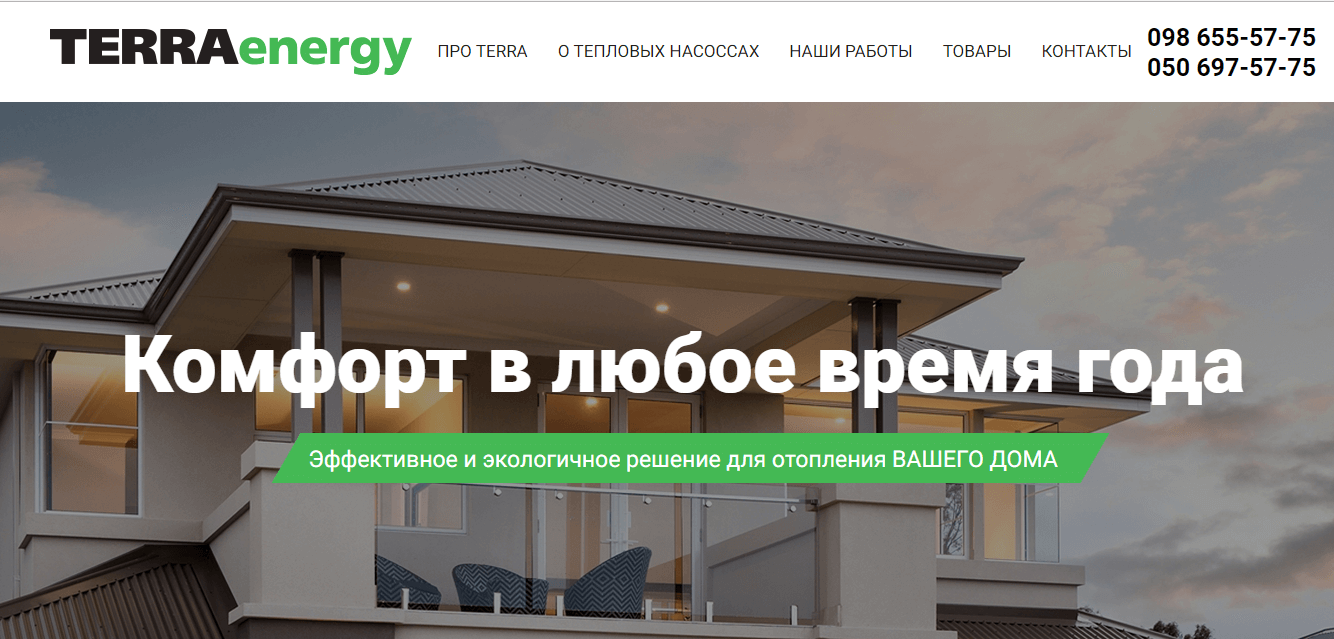 TERRAenergy
ПРО TERRA О ТЕПЛОВЫХ НАСОССАХ НАШИ РАБОТЫ ТОВАРЫ КОНТАКТЫ
098 655-57-75
050 697-57-75
Комфорт в любое время года
Эффективное и экологичное решение для отопления ВАШЕГО ДОМА